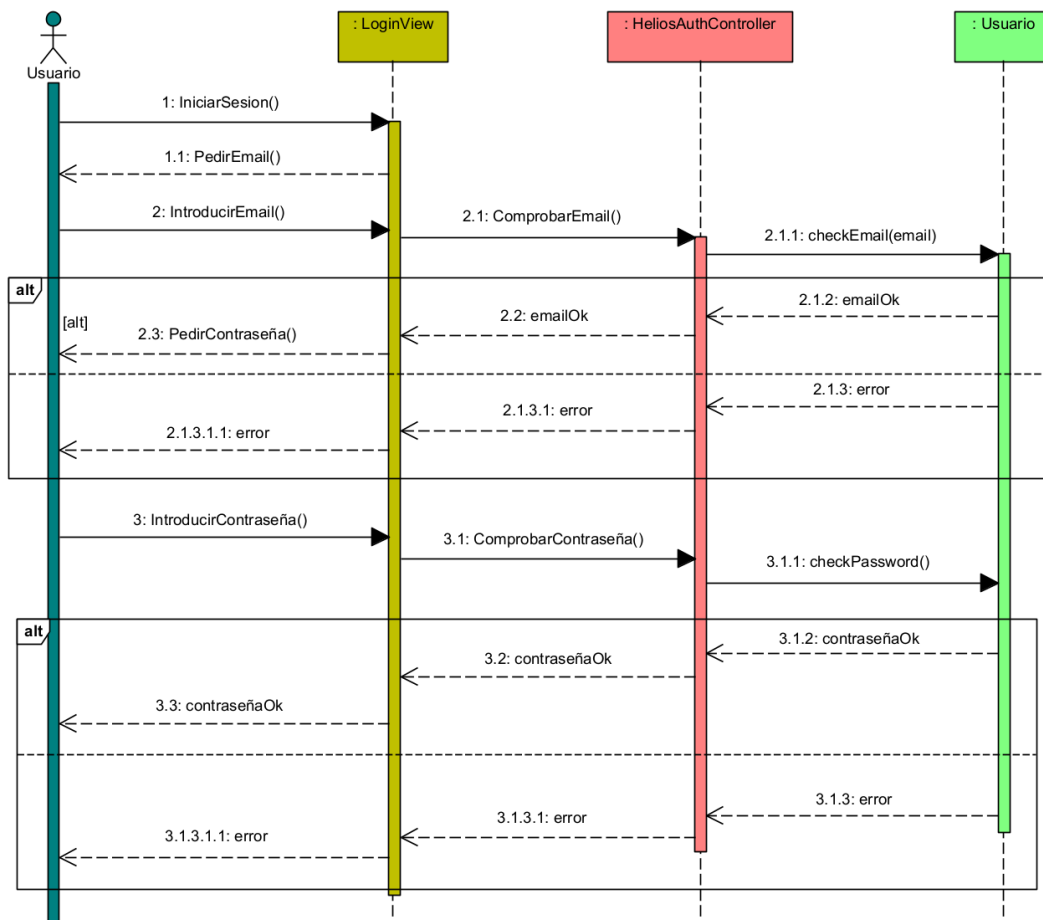 : LoginView
: HeliosAuthController
: Usuario
Usuario
1: IniciarSesion()
1.1: PedirEmail()
2: IntroducirEmail()
2.1: ComprobarEmail()
2.1.1: checkEmail(email)
alt
[alt]
2.1.2: emailOk
2.2: emailOk
2.3: PedirContraseña()
2.1.3: error
2.1.3.1: error
2.1.3.1.1: error
3: IntroducirContraseña()
3.1: ComprobarContraseña()
3.1.1: checkPassword()
alt
3.1.2: contraseñaOk
3.2: contraseñaOk
3.3: contraseñaOk
3.1.3: error
3.1.3.1: error
3.1.3.1.1: error